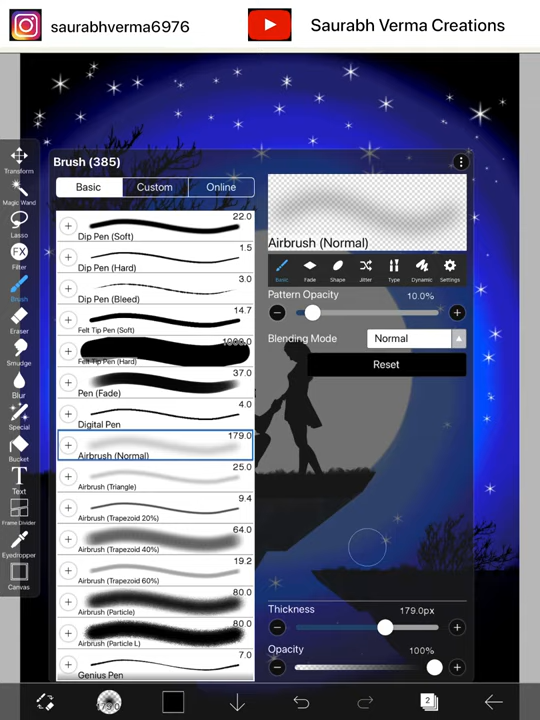 saurabhverma6976
Saurabh Verma Creations
Brush (385)
Basic
Custom
Online
22.0
Dip Pen (Soft)
1.5
Dip Pen (Hard)
3.0
Dip Pen (Bleed)
14.7
Felt Tip Pen (Soft)
1000.0
Felt Tip Pen (Hard)
37.0
Pen (Fade)
4.0
Digital Pen
179.0
Airbrush (Normal)
25.0
Airbrush (Triangle)
9.4
Airbrush (Trapezoid 20%)
64.0
Airbrush (Trapezoid 40%)
19.2
Airbrush (Trapezoid 60%)
80.0
Airbrush (Particle)
80.0
Airbrush (Particle L)
7.0
Genius Pen
Airbrush (Normal)
Basic
Fade
Shape
Jitter
Type
Dynamic
Settings
Pattern Opacity
10.0%
Blending Mode
Normal
Reset
Thickness
179.0px
Opacity
100%
Transform
Magic Wand
Lasso
FX
Filter
Brush
Eraser
Smudge
Blur
Special
Bucket
T
Text
Frame Divider
Eyedropper
Canvas
179.0
2